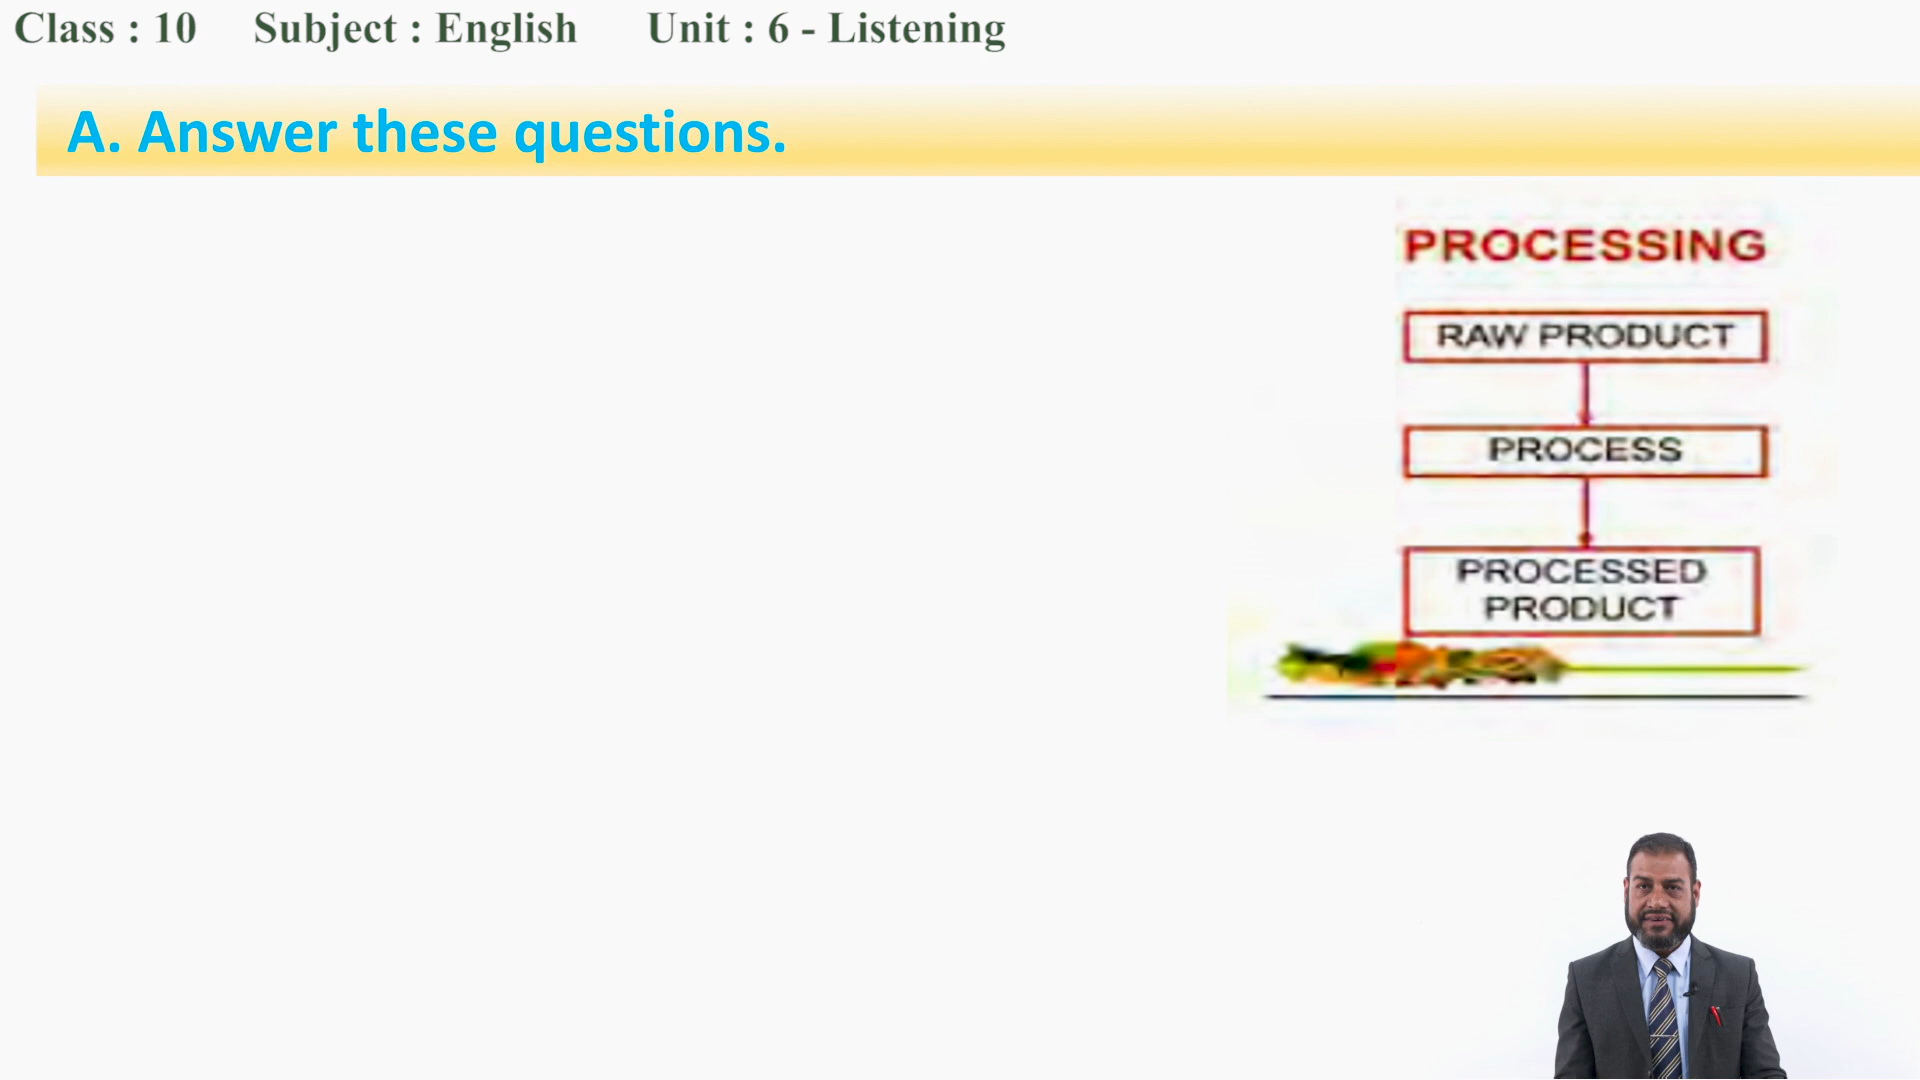 Class : 10 Subject : English Unit : 6 - Listening
A. Answer these questions.
PROCESSING
RAW PRODUCT
PROCESS
PROCESSED
PRODUCT